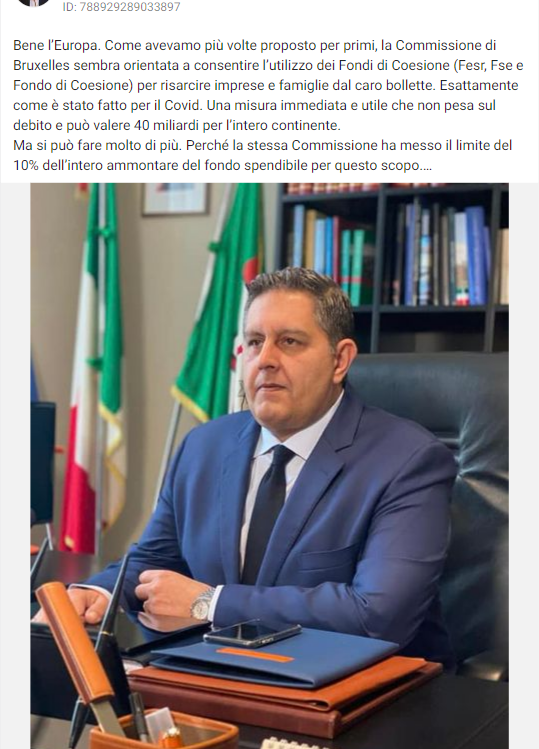 ID: 788929289033897
Bene l'Europa. Come avevamo più volte proposto per primi, la Commissione di
Bruxelles sembra orientata a consentire l'utilizzo dei Fondi di Coesione (Fesr, Fse e
Fondo di Coesione) per risarcire imprese e famiglie dal caro bollette. Esattamente
come è stato fatto per il Covid. Una misura immediata e utile che non pesa sul
debito e può valere 40 miliardi per l'intero continente.
Ma si può fare molto di più. Perché la stessa Commissione ha messo il limite del
10% dell'intero ammontare del fondo spendibile per questo scopo....